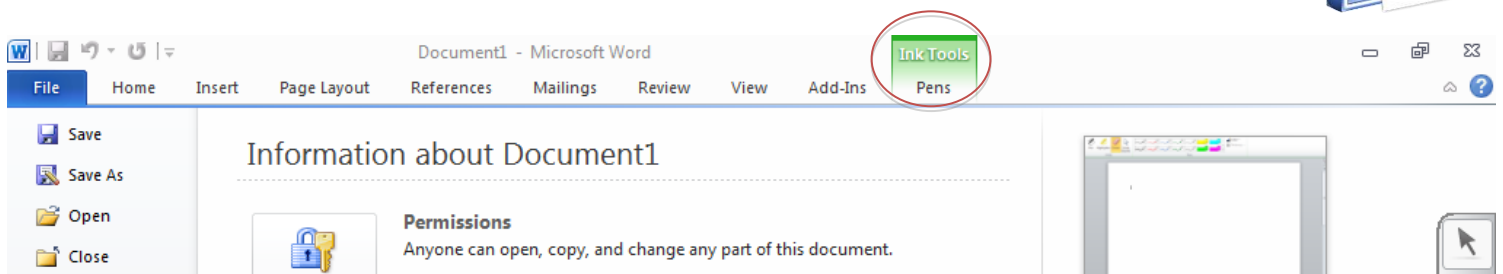 W
Document1 - Microsoft Word
Ink Tools
File Home Insert Page Layout References Mailings Review View Add-Ins Pens
?
Save
Information about Document1
Save As
Open
Permissions
Anyone can open, copy, and change any part of this document.
Close